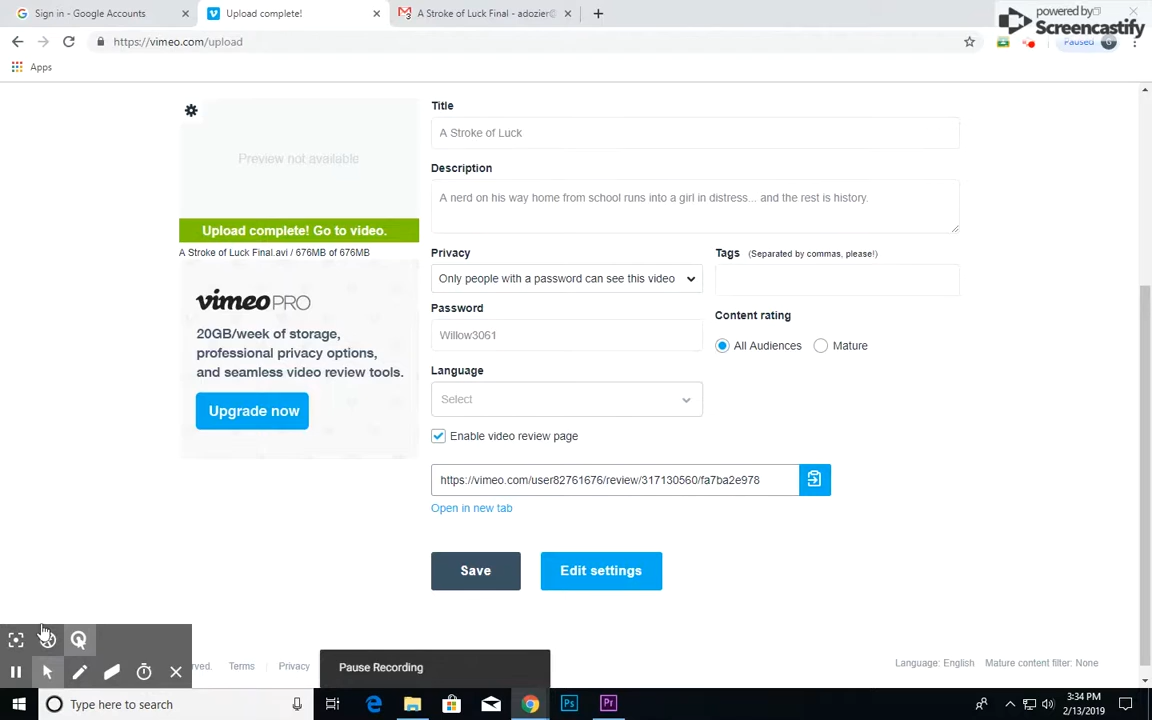 Sign in - Google Accounts
Upload complete!
A Stroke of Luck Final - adozier@
powered by
Screencastify
https://vimeo.com/upload
Paused
G
Apps
Preview not available
Upload complete! Go to video.
A Stroke of Luck Final.avi / 676MB of 676MB
vimeo PRO
20GB/week of storage,
professional privacy options,
and seamless video review tools.
Upgrade now
Title
A Stroke of Luck
Description
A nerd on his way home from school runs into a girl in distress... and the rest is history.
Privacy
Only people with a password can see this video
Tags (Separated by commas, please!)
Password
Willow3061
Content rating
All Audiences
Mature
Language
Select
Enable video review page
https://vimeo.com/user82761676/review/317130560/fa7ba2e978
Open in new tab
Save
Edit settings
Pause Recording
rved.
Terms
Privacy
Language: English
Mature content filter: None
Type here to search
Ps
Pr
3:34 PM
2/13/2019